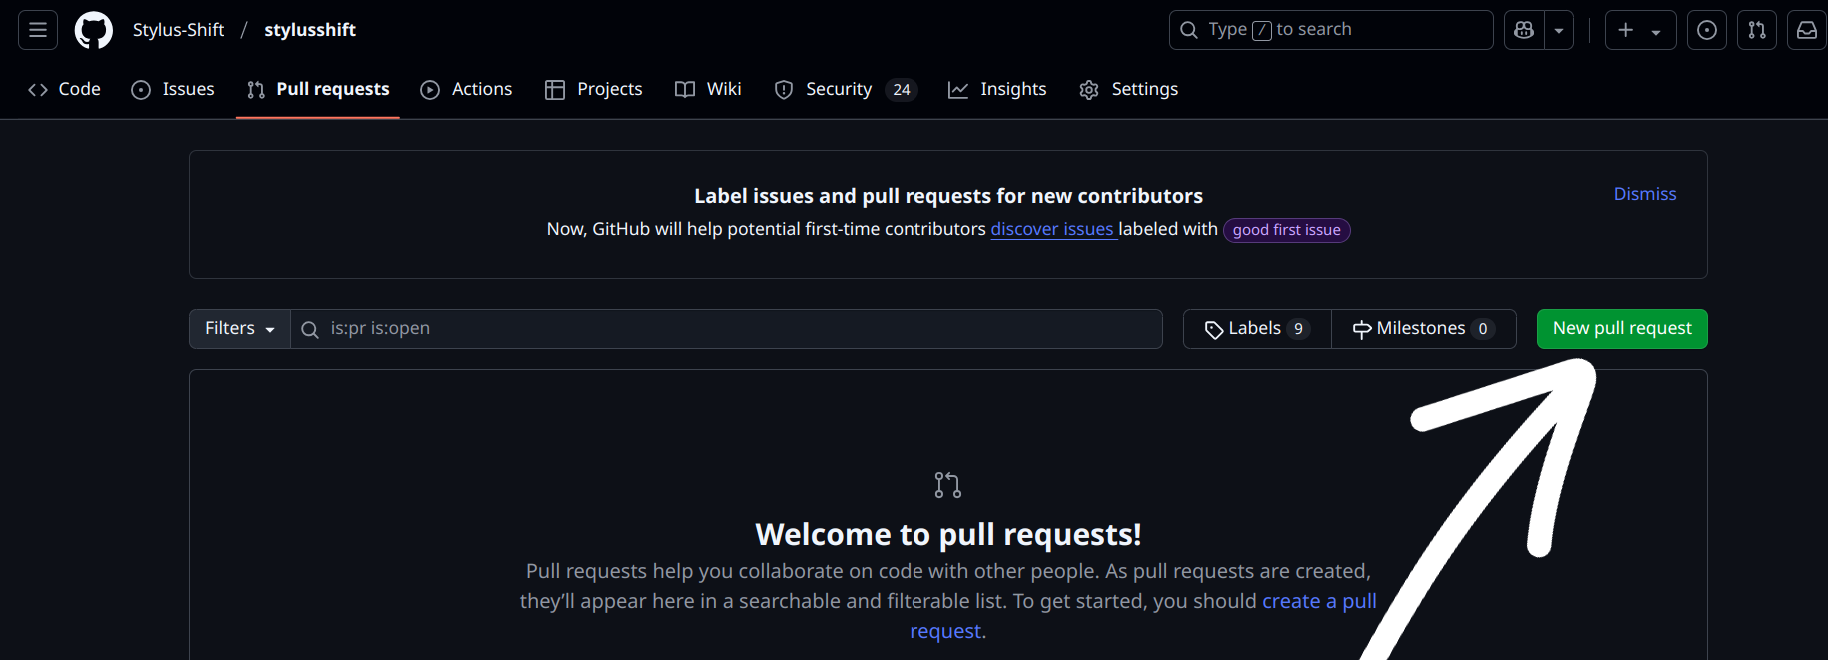 Stylus-Shift / stylusshift
Type / to search
Code Issues Pull requests Actions Projects Wiki Security 24 Insights Settings
Label issues and pull requests for new contributors
Dismiss
Now, GitHub will help potential first-time contributors discover issues labeled with good first issue
Filters is:pr is:open Labels 9 Milestones 0 New pull request
Welcome to pull requests!
Pull requests help you collaborate on code with other people. As pull requests are created,
they’ll appear here in a searchable and filterable list. To get started, you should create a pull
request.